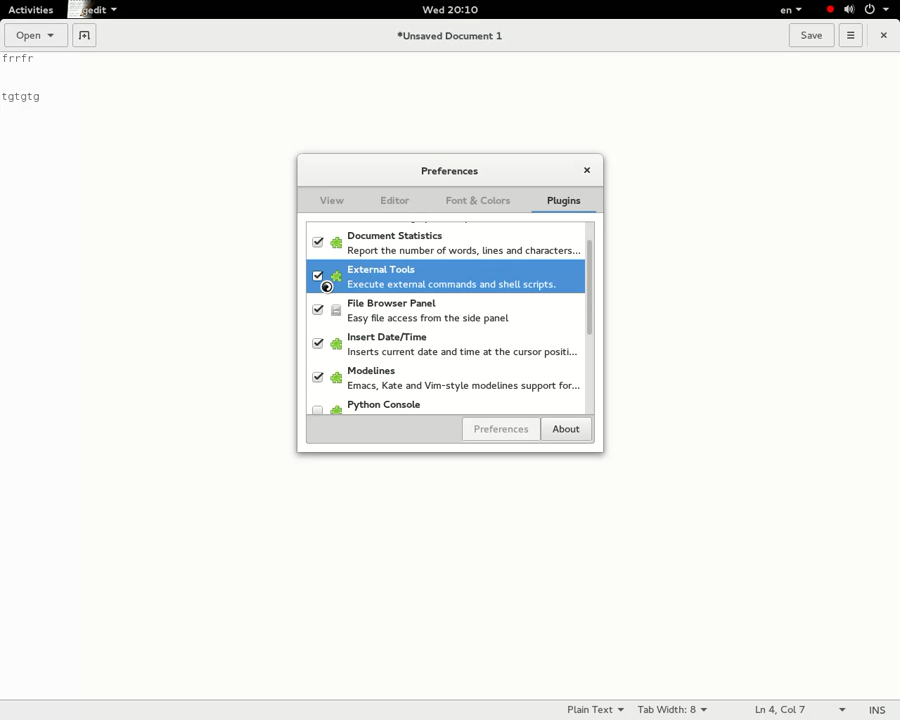 Activities gedit Wed 20:10 en
Open *Unsaved Document 1 Save
frrfr
tgtgtg
Preferences
View Editor Font & Colors Plugins
Document Statistics
Report the number of words, lines and characters...
External Tools
Execute external commands and shell scripts.
File Browser Panel
Easy file access from the side panel
Insert Date/Time
Inserts current date and time at the cursor positi...
Modelines
Emacs, Kate and Vim-style modelines support for...
Python Console
Preferences About
Plain Text Tab Width: 8 Ln 4, Col 7 INS